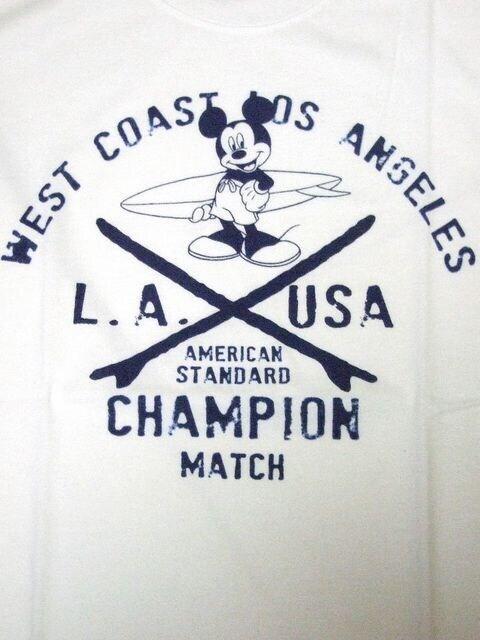 WEST COAST LOS ANGELES
L.A. USA
AMERICAN
STANDARD
CHAMPION
MATCH